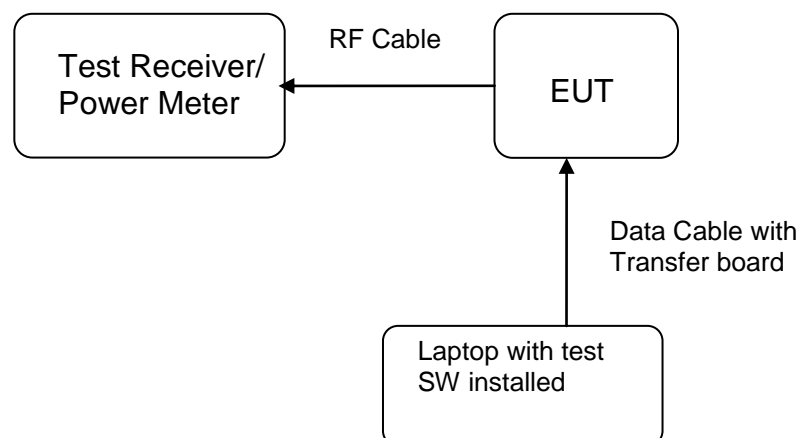 RF Cable
Test Receiver/
Power Meter
EUT
Data Cable with
Transfer board
Laptop with test
SW installed